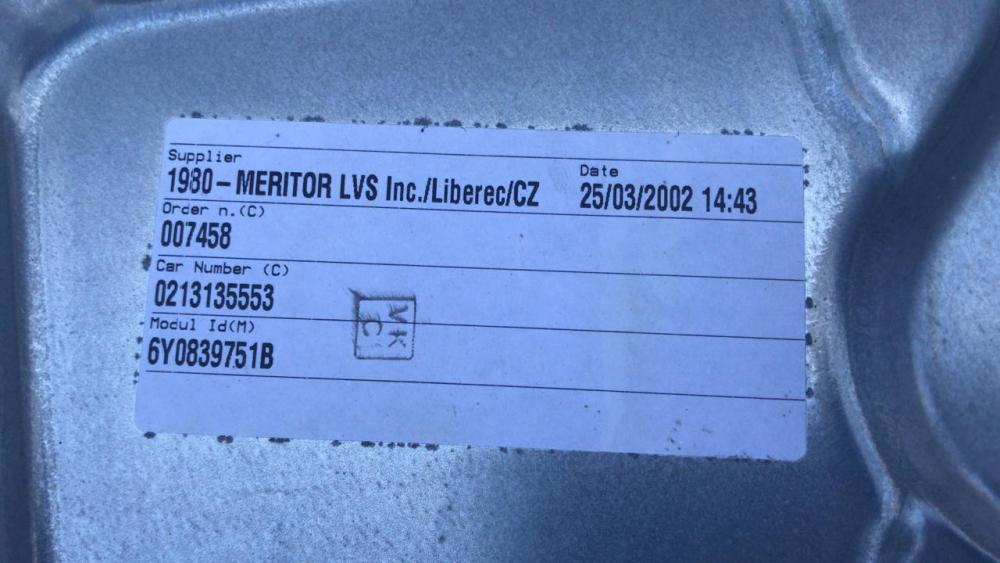 Supplier
1980-MERITOR LVS Inc./Liberec/CZ
Date
25/03/2002 14:43
Order n.(C)
007458
Car Number (C)
0213135553
Modul Id(M)
6Y0839751B
VK
C